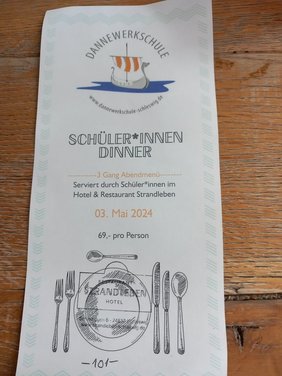 DANNEWERKSCHULE
www.dannewerkschule-schleswig.de
SCHÜLER*INNEN
DINNER
3 Gang Abendmenü
Serviert durch Schüler*innen im
Hotel & Restaurant Strandleben
03. Mai 2024
69,- pro Person
RESTAURANT
STRANDLEBEN
HOTEL
-101-